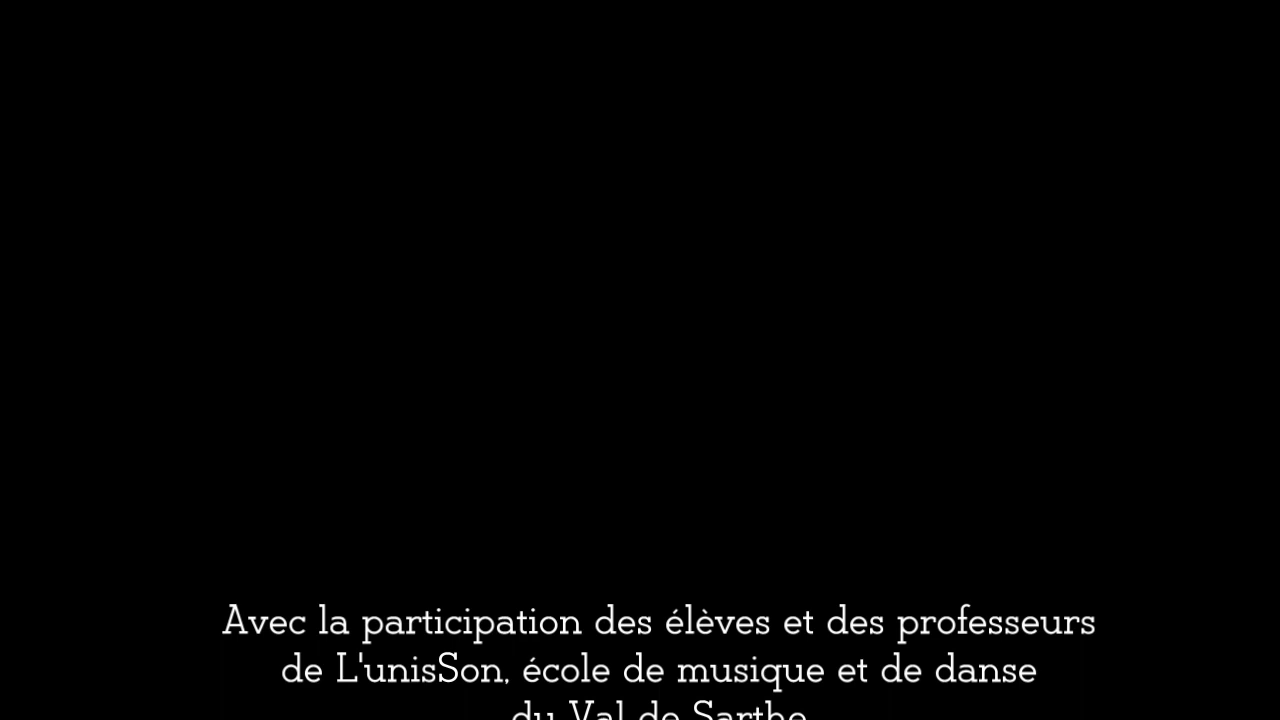 Avec la participation des élèves et des professeurs
de L'unisSon, école de musique et de danse
du Val de Sarthe